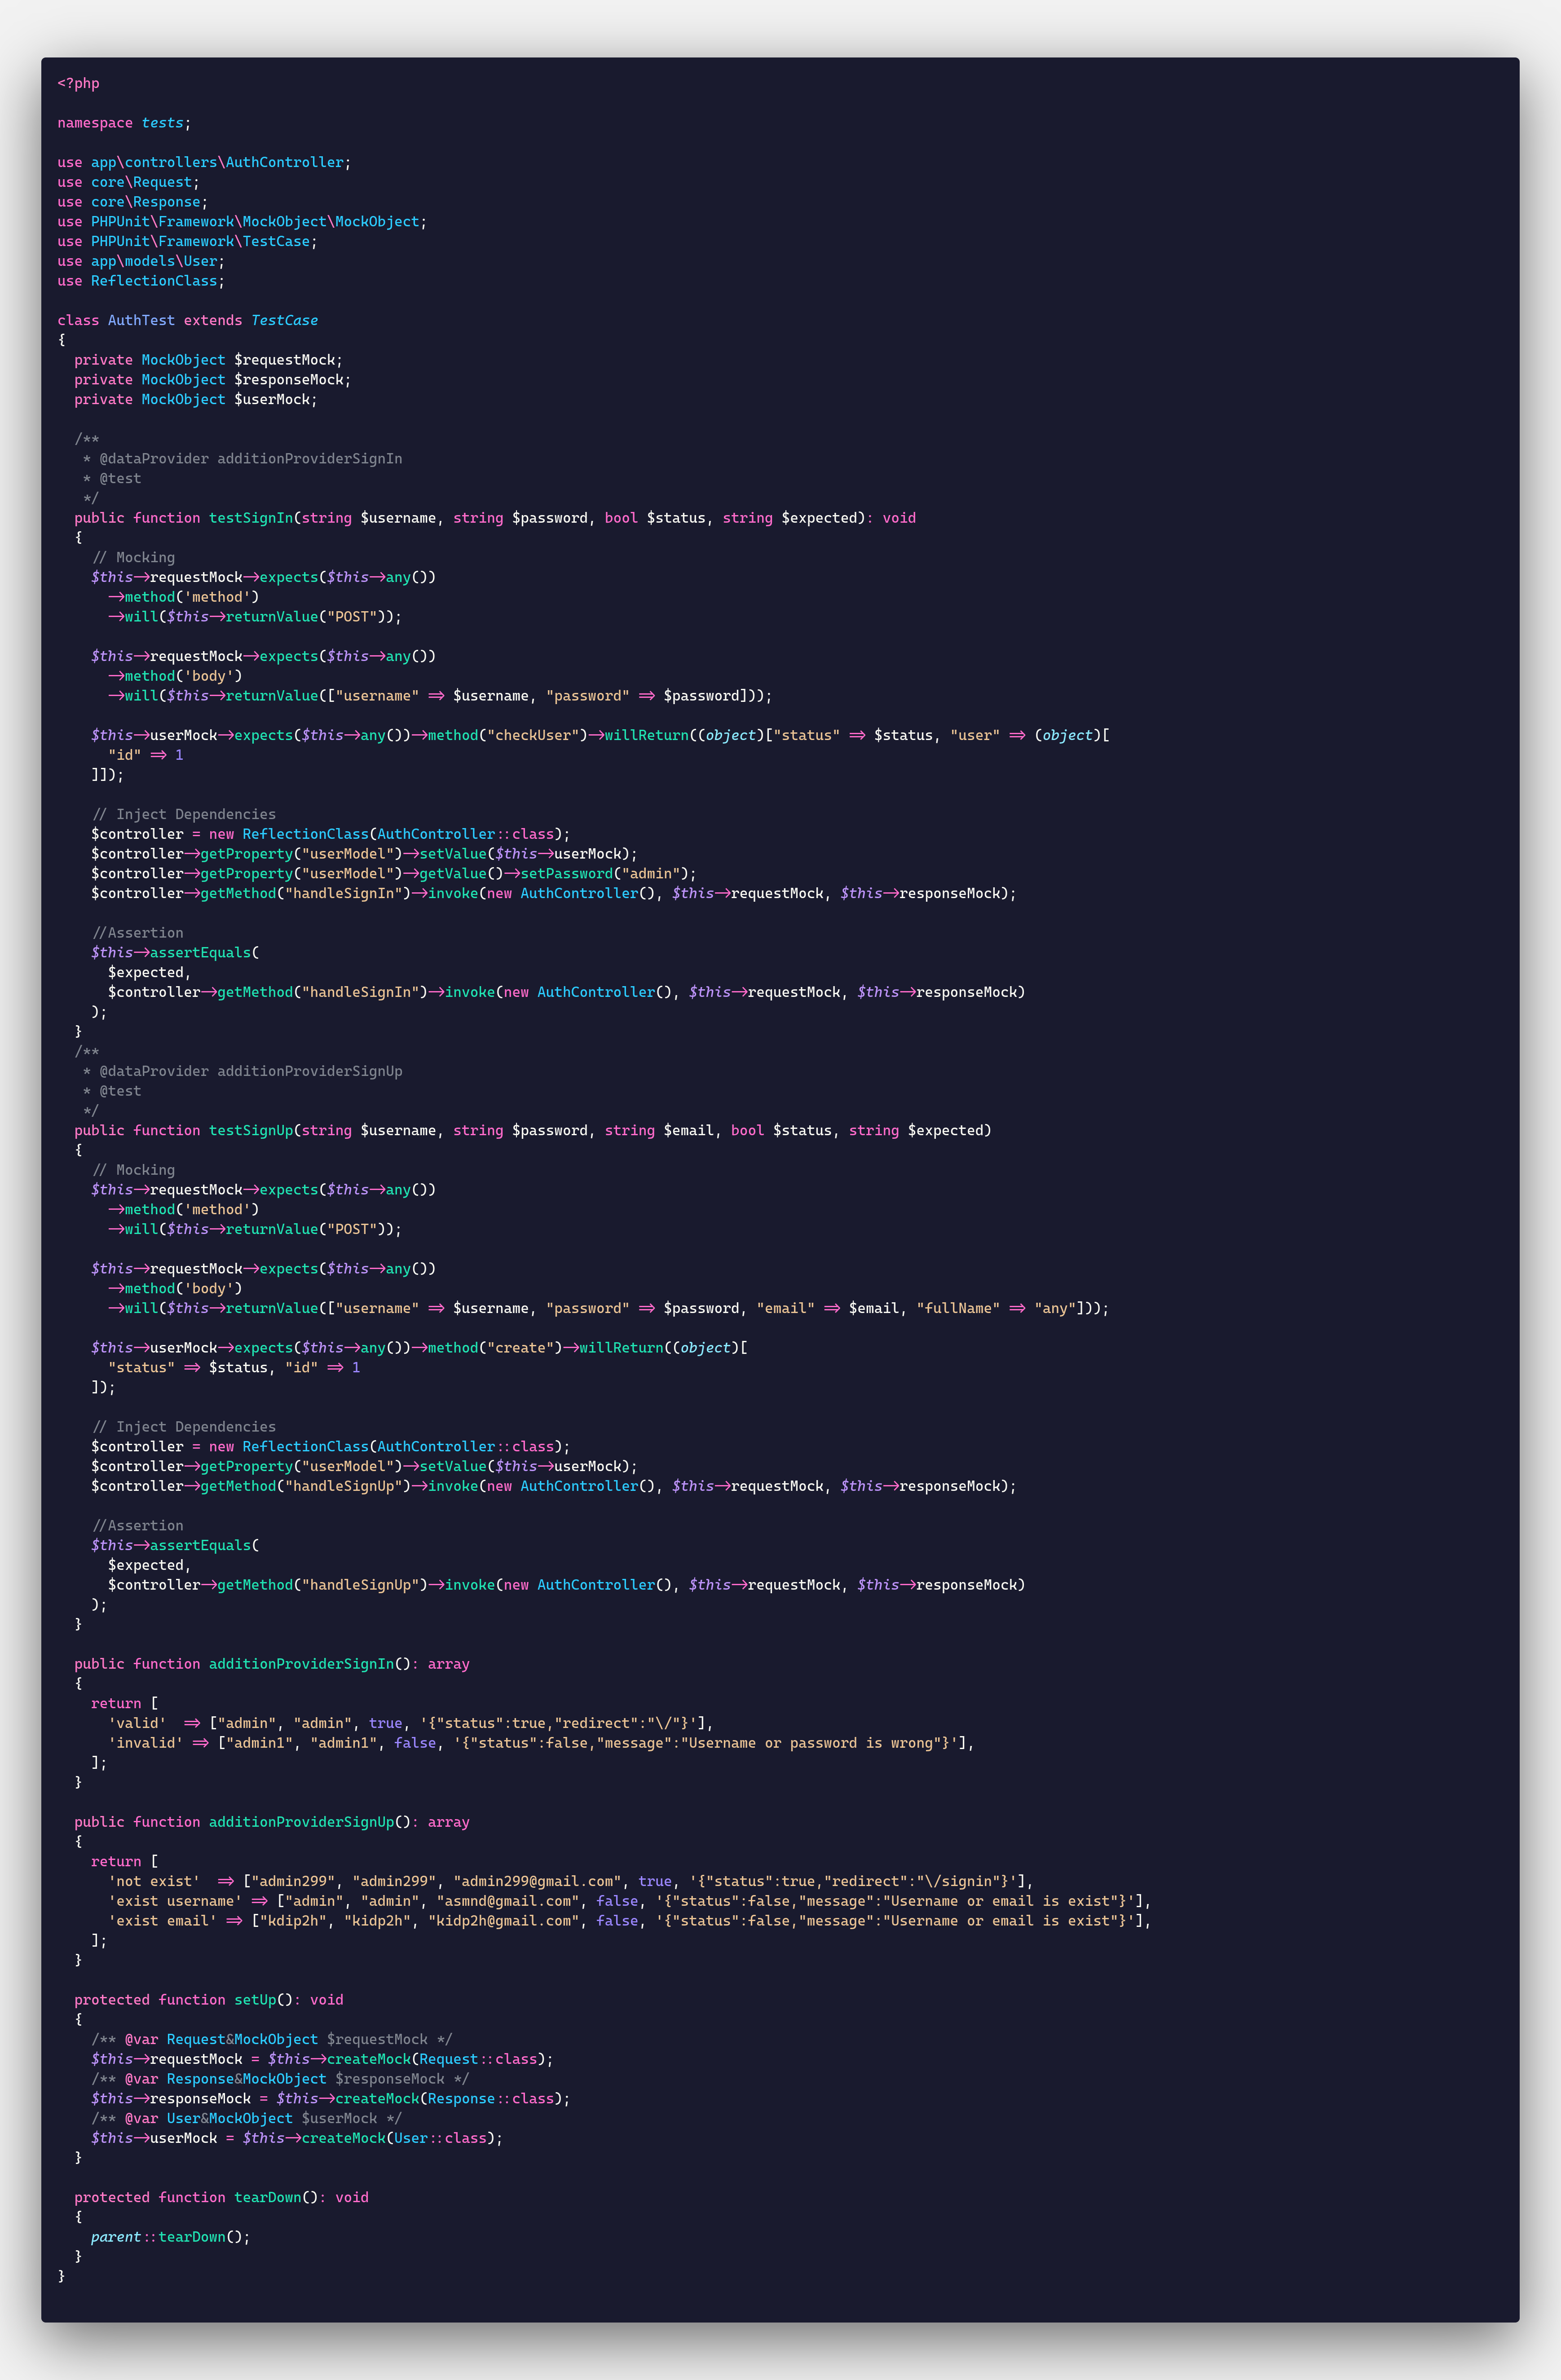 <?php

namespace tests;

use app\controllers\AuthController;
use core\Request;
use core\Response;
use PHPUnit\Framework\MockObject\MockObject;
use PHPUnit\Framework\TestCase;
use app\models\User;
use ReflectionClass;

class AuthTest extends TestCase
{
  private MockObject $requestMock;
  private MockObject $responseMock;
  private MockObject $userMock;

  /**
   * @dataProvider additionProviderSignIn
   * @test
   */
  public function testSignIn(string $username, string $password, bool $status, string $expected): void
  {
    // Mocking
    $this->requestMock->expects($this->any())
      ->method('method')
      ->will($this->returnValue("POST"));

    $this->requestMock->expects($this->any())
      ->method('body')
      ->will($this->returnValue(["username" => $username, "password" => $password]));

    $this->userMock->expects($this->any())->method("checkUser")->willReturn((object)["status" => $status, "user" => (object)[
      "id" => 1
    ]]);

    // Inject Dependencies
    $controller = new ReflectionClass(AuthController::class);
    $controller->getProperty("userModel")->setValue($this->userMock);
    $controller->getProperty("userModel")->getValue()->setPassword("admin");
    $controller->getMethod("handleSignIn")->invoke(new AuthController(), $this->requestMock, $this->responseMock);

    //Assertion
    $this->assertEquals(
      $expected,
      $controller->getMethod("handleSignIn")->invoke(new AuthController(), $this->requestMock, $this->responseMock)
    );
  }
  /**
   * @dataProvider additionProviderSignUp
   * @test
   */
  public function testSignUp(string $username, string $password, string $email, bool $status, string $expected)
  {
    // Mocking
    $this->requestMock->expects($this->any())
      ->method('method')
      ->will($this->returnValue("POST"));

    $this->requestMock->expects($this->any())
      ->method('body')
      ->will($this->returnValue(["username" => $username, "password" => $password, "email" => $email, "fullName" => "any"]));

    $this->userMock->expects($this->any())->method("create")->willReturn((object)[
      "status" => $status, "id" => 1
    ]);

    // Inject Dependencies
    $controller = new ReflectionClass(AuthController::class);
    $controller->getProperty("userModel")->setValue($this->userMock);
    $controller->getMethod("handleSignUp")->invoke(new AuthController(), $this->requestMock, $this->responseMock);

    //Assertion
    $this->assertEquals(
      $expected,
      $controller->getMethod("handleSignUp")->invoke(new AuthController(), $this->requestMock, $this->responseMock)
    );
  }

  public function additionProviderSignIn(): array
  {
    return [
      'valid'  => ["admin", "admin", true, '{"status":true,"redirect":"\/"}'],
      'invalid' => ["admin1", "admin1", false, '{"status":false,"message":"Username or password is wrong"}'],
    ];
  }

  public function additionProviderSignUp(): array
  {
    return [
      'not exist'  => ["admin299", "admin299", "admin299@gmail.com", true, '{"status":true,"redirect":"\/signin"}'],
      'exist username' => ["admin", "admin", "asmnd@gmail.com", false, '{"status":false,"message":"Username or email is exist"}'],
      'exist email' => ["kdip2h", "kidp2h", "kidp2h@gmail.com", false, '{"status":false,"message":"Username or email is exist"}'],
    ];
  }

  protected function setUp(): void
  {
    /** @var Request&MockObject $requestMock */
    $this->requestMock = $this->createMock(Request::class);
    /** @var Response&MockObject $responseMock */
    $this->responseMock = $this->createMock(Response::class);
    /** @var User&MockObject $userMock */
    $this->userMock = $this->createMock(User::class);
  }

  protected function tearDown(): void
  {
    parent::tearDown();
  }
}